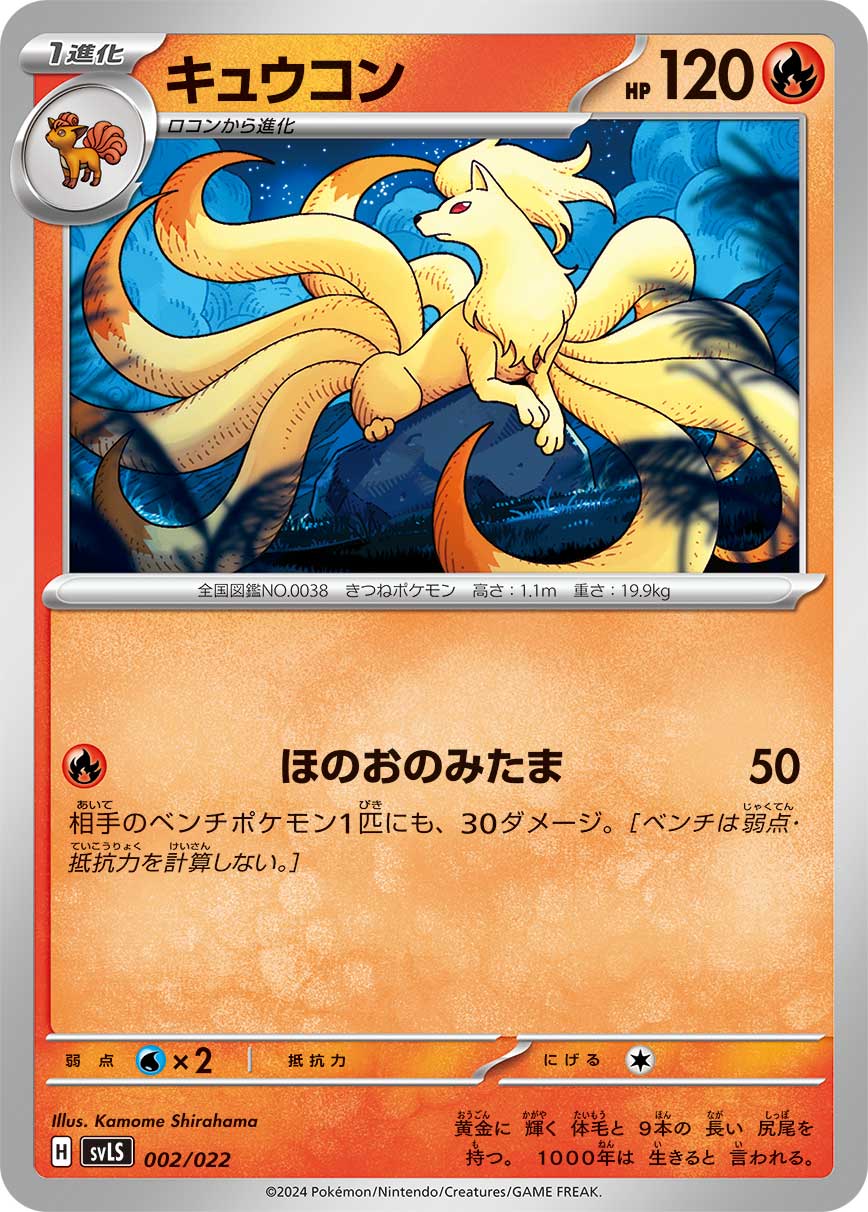 1進化
キュウコン
HP 120
ロコンから進化
全国図鑑NO.0038 きつねポケモン 高さ:1.1m 重さ:19.9kg
ほのおのみたま 50
相手のベンチポケモン1匹にも、30ダメージ。[ベンチは弱点・
抵抗力を計算しない。]
弱点 ×2 抵抗力 にげる
Illus. Kamome Shirahama
H svLS 002/022
黄金に 輝く 体毛と 9本の 長い 尻尾を
持つ。 1000年は 生きると 言われる。
©2024 Pokémon/Nintendo/Creatures/GAME FREAK.